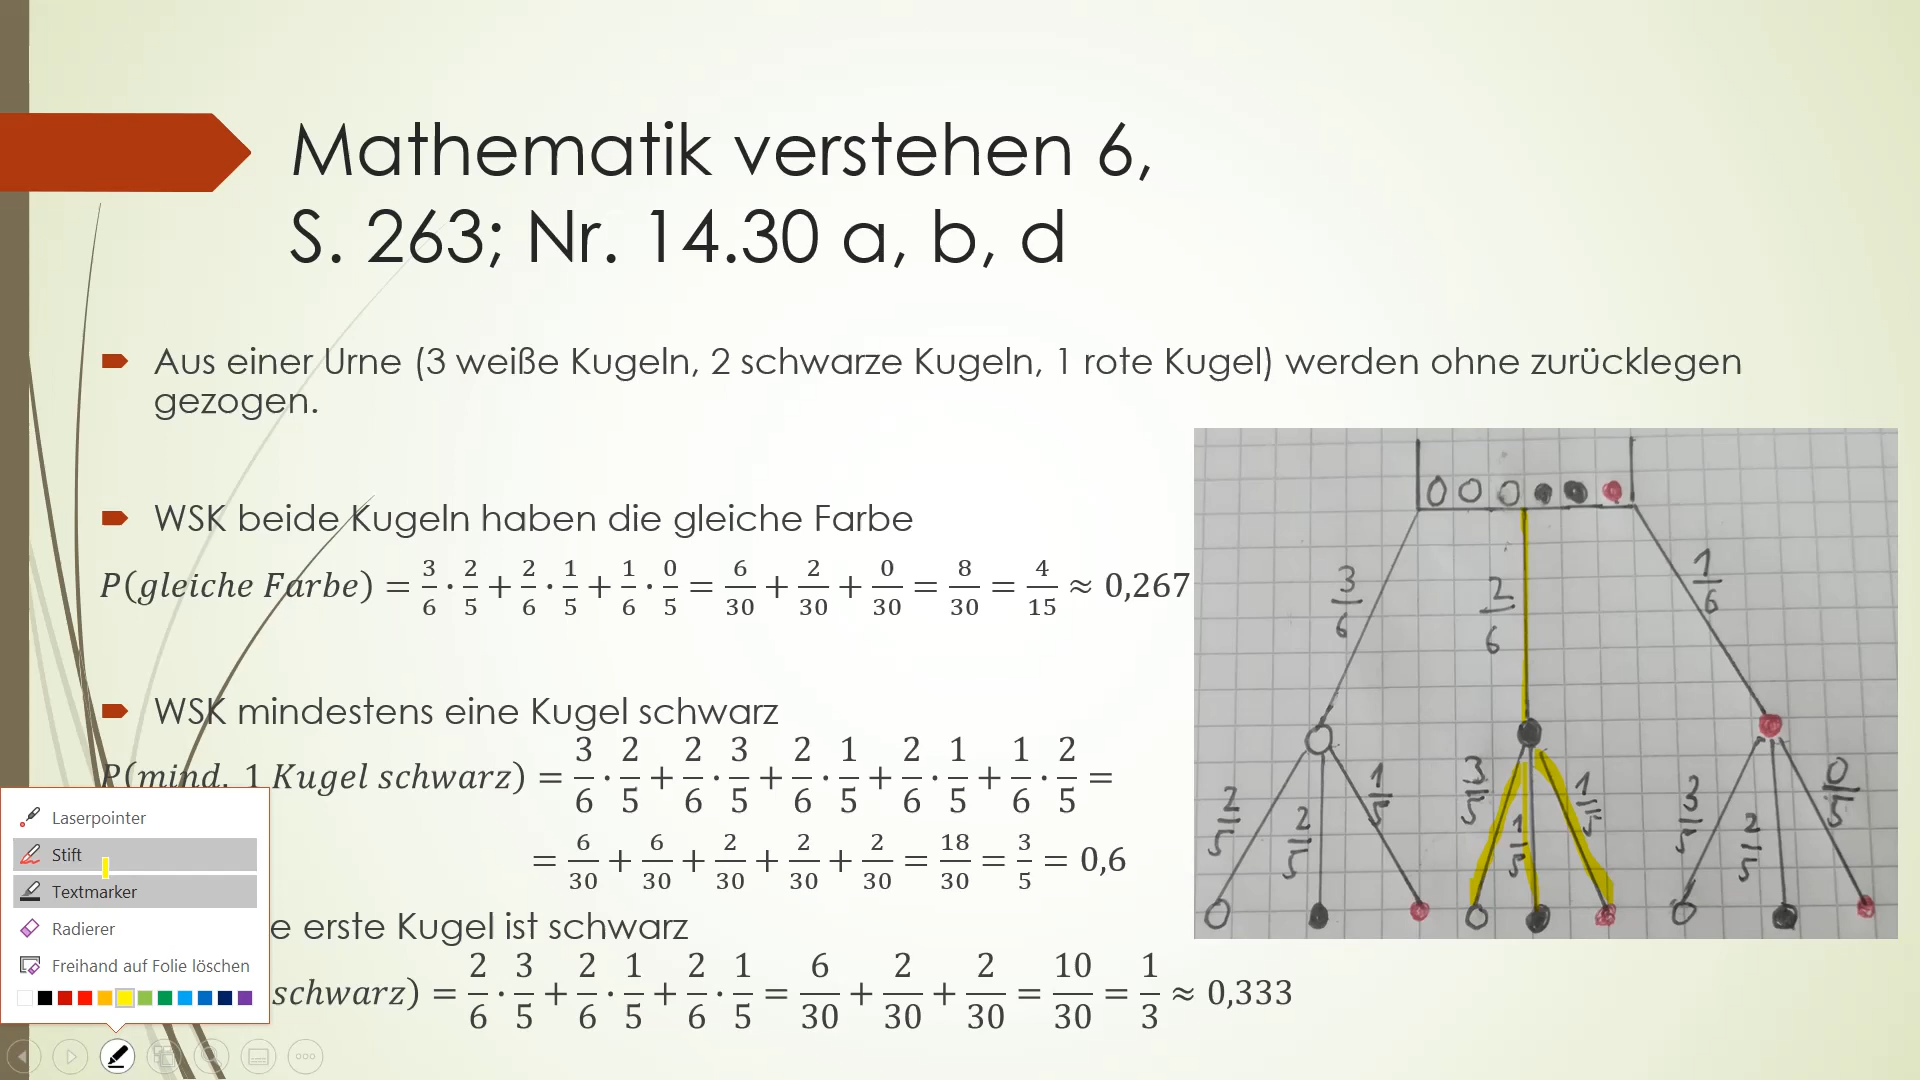 Mathematik verstehen 6,
S. 263; Nr. 14.30 a, b, d
Aus einer Urne (3 weiße Kugeln, 2 schwarze Kugeln, 1 rote Kugel) werden ohne zurücklegen
gezogen.
WSK beide Kugeln haben die gleiche Farbe
P(gleiche Farbe) = 3/6 · 2/5 + 2/6 · 1/5 + 1/6 · 0/5 = 6/30 + 2/30 + 0/30 = 8/30 = 4/15 ≈ 0,267
WSK mindestens eine Kugel schwarz
P(mind. 1 Kugel schwarz) = 3/6 · 2/5 + 2/6 · 3/5 + 2/6 · 1/5 + 2/6 · 1/5 + 1/6 · 2/5 =
= 6/30 + 6/30 + 2/30 + 2/30 + 2/30 = 18/30 = 3/5 = 0,6
e erste Kugel ist schwarz
schwarz) = 2/6 · 3/5 + 2/6 · 1/5 + 2/6 · 1/5 = 6/30 + 2/30 + 2/30 = 10/30 = 1/3 ≈ 0,333
3/6 2/6 1/6
2/5 2/5 1/5 3/5 1/5 1/5 3/5 2/5 0/5
Laserpointer
Stift
Textmarker
Radierer
Freihand auf Folie löschen